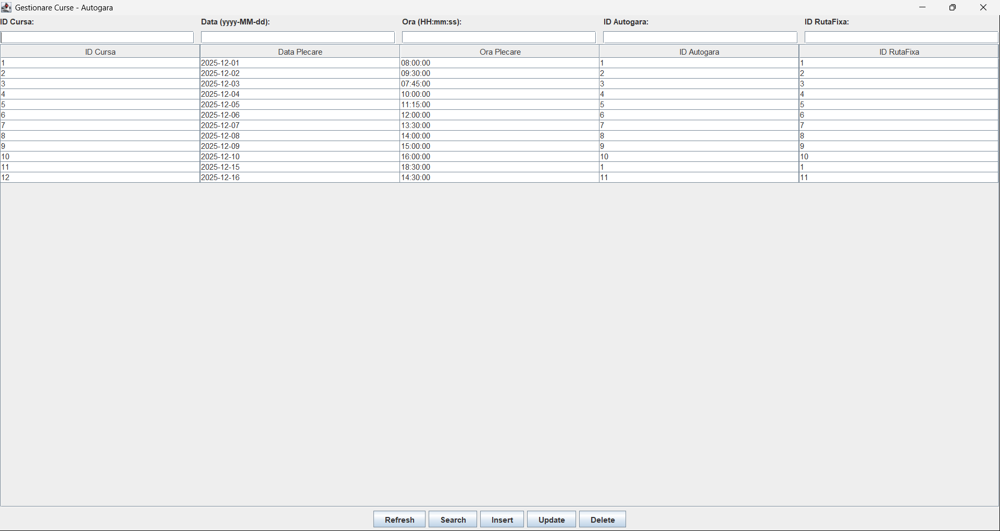 Gestionare Curse - Autogara
ID Cursa: Data (yyyy-MM-dd): Ora (HH:mm:ss): ID Autogara: ID RutaFixa:
ID Cursa Data Plecare Ora Plecare ID Autogara ID RutaFixa
1 2025-12-01 08:00:00 1 1
2 2025-12-02 09:30:00 2 2
3 2025-12-03 07:45:00 3 3
4 2025-12-04 10:00:00 4 4
5 2025-12-05 11:15:00 5 5
6 2025-12-06 12:00:00 6 6
7 2025-12-07 13:30:00 7 7
8 2025-12-08 14:00:00 8 8
9 2025-12-09 15:00:00 9 9
10 2025-12-10 16:00:00 10 10
11 2025-12-15 18:30:00 1 1
12 2025-12-16 14:30:00 11 11
Refresh Search Insert Update Delete